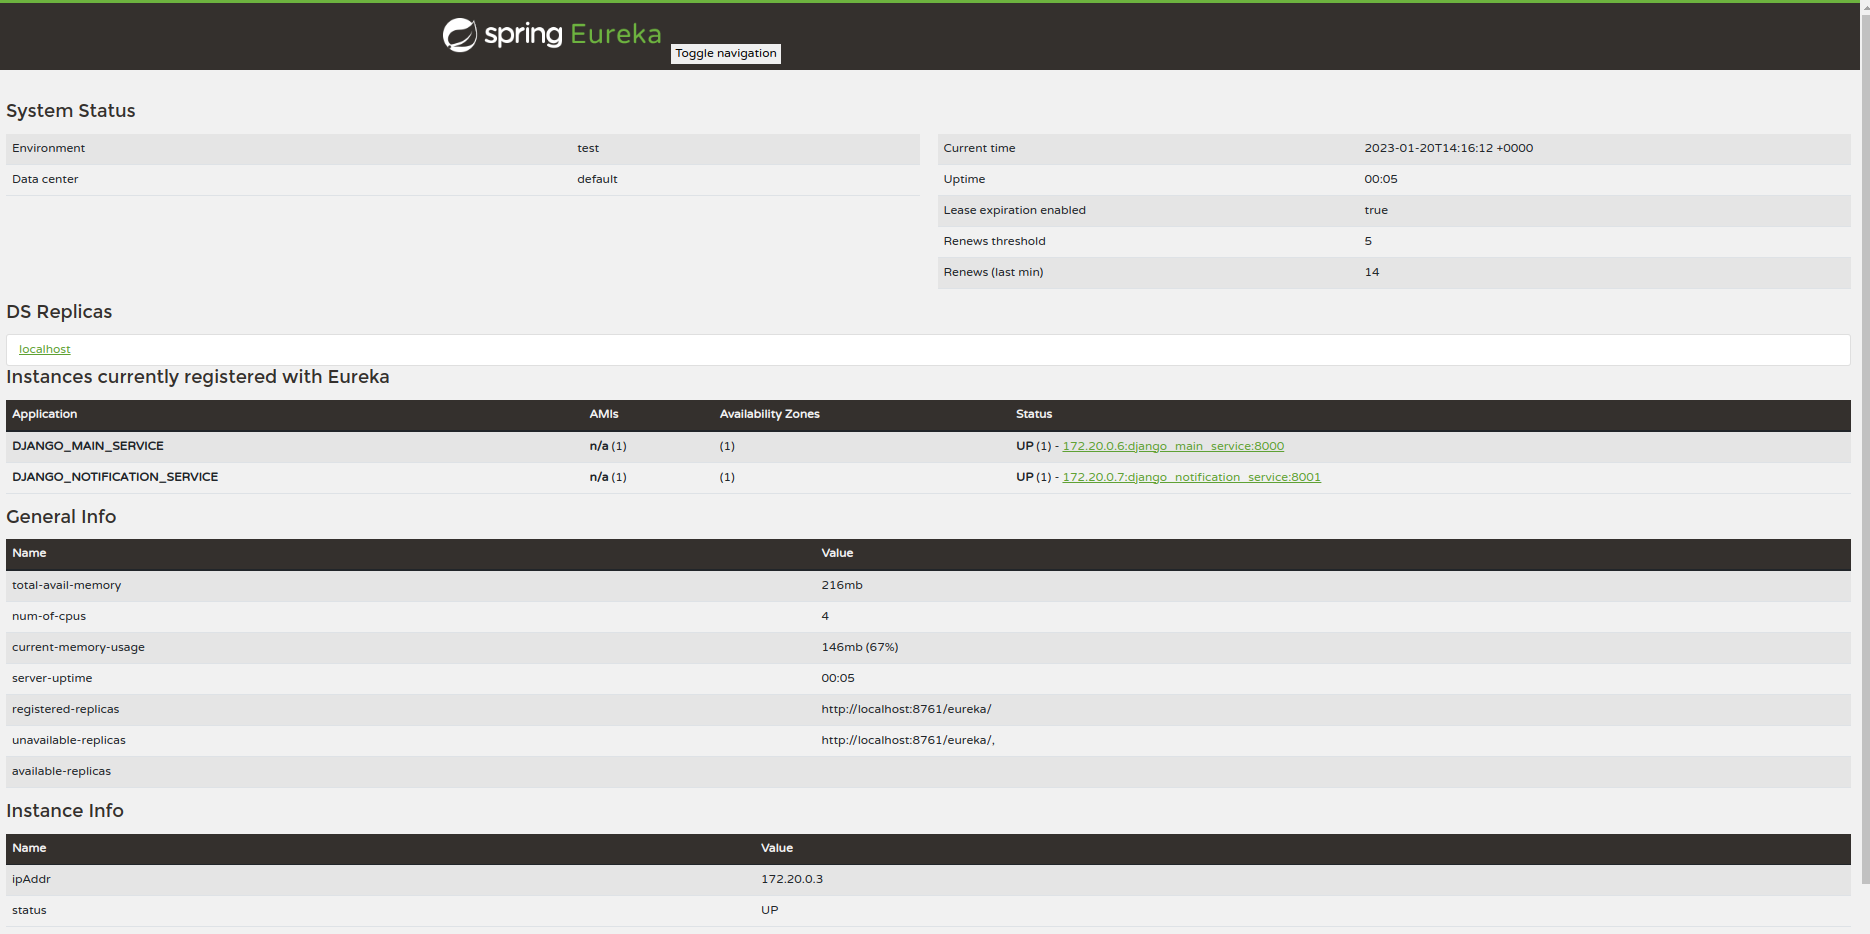 spring Eureka
Toggle navigation
System Status
Environment test
Data center default
Current time 2023-01-20T14:16:12 +0000
Uptime 00:05
Lease expiration enabled true
Renews threshold 5
Renews (last min) 14
DS Replicas
localhost
Instances currently registered with Eureka
Application AMIs Availability Zones Status
DJANGO_MAIN_SERVICE n/a (1) (1) UP (1) - 172.20.0.6:django_main_service:8000
DJANGO_NOTIFICATION_SERVICE n/a (1) (1) UP (1) - 172.20.0.7:django_notification_service:8001
General Info
Name Value
total-avail-memory 216mb
num-of-cpus 4
current-memory-usage 146mb (67%)
server-uptime 00:05
registered-replicas http://localhost:8761/eureka/
unavailable-replicas http://localhost:8761/eureka/,
available-replicas
Instance Info
Name Value
ipAddr 172.20.0.3
status UP